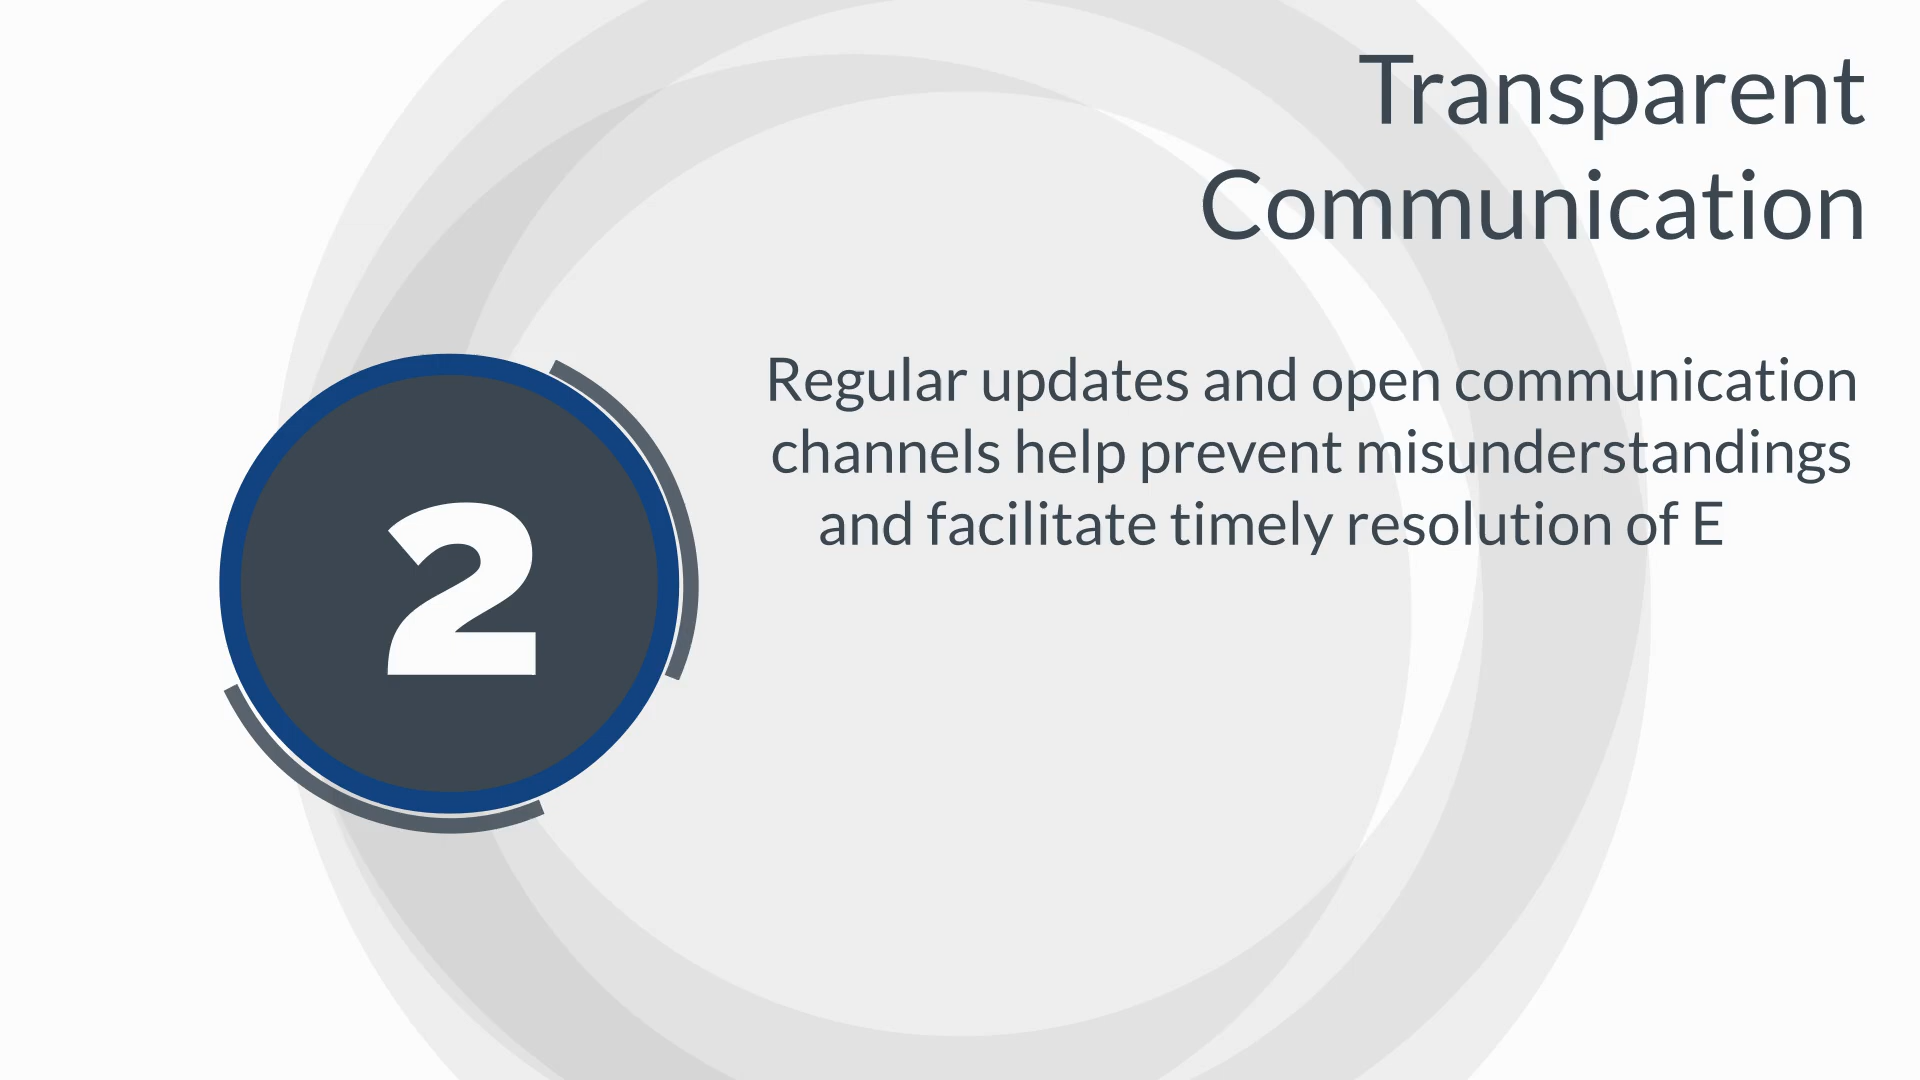 Transparent
Communication
2
Regular updates and open communication
channels help prevent misunderstandings
and facilitate timely resolution of E